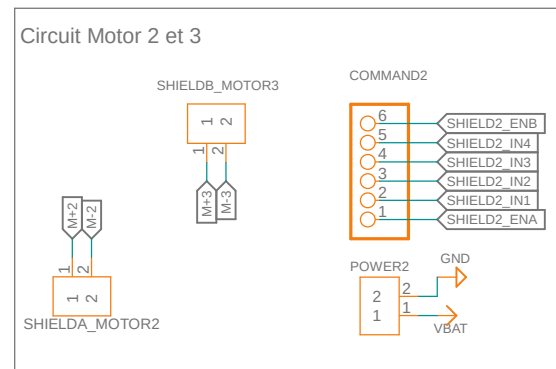 Circuit Motor 2 et 3
COMMAND2
SHIELDB_MOTOR3
1 2
1 2
M+3 M-3
6 SHIELD2_ENB
5 SHIELD2_IN4
4 SHIELD2_IN3
3 SHIELD2_IN2
2 SHIELD2_IN1
1 SHIELD2_ENA
M+2 M-2
1 2
1 2
SHIELDA_MOTOR2
POWER2
GND
2 2
1 1
VBAT